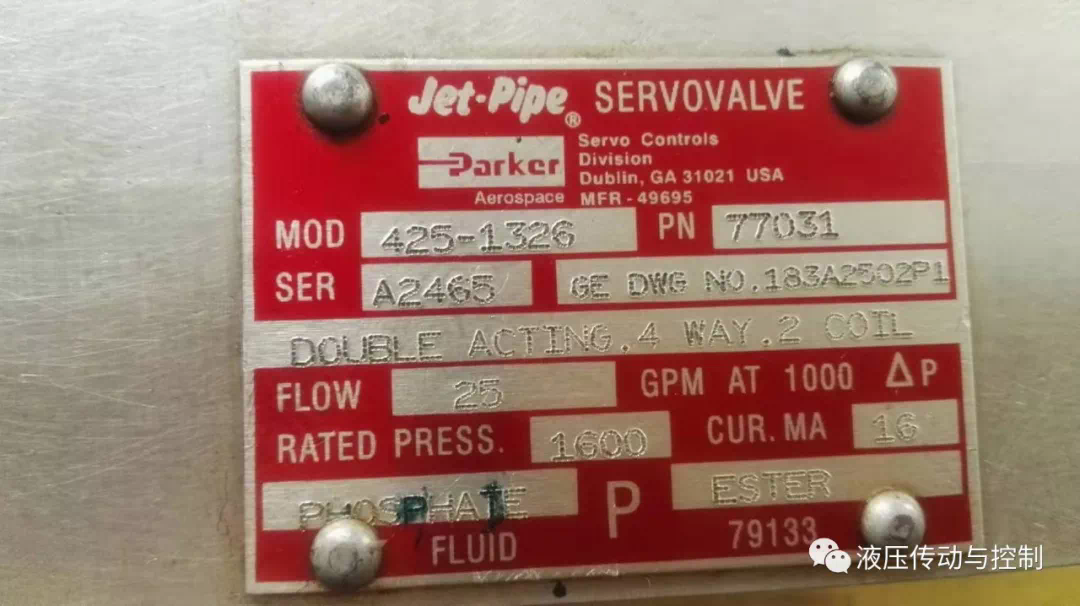 Jet-Pipe® SERVOVALVE
Parker
Aerospace
Servo Controls
Division
Dublin, GA 31021 USA
MFR-49695
MOD 425-1326 PN 77031
SER A2465 GE DWG NO.183A2502P1
DOUBLE ACTING.4 WAY.2 COIL
FLOW 25 GPM AT 1000 ΔP
RATED PRESS. 1600 CUR.MA 16
PHOSPHATE P ESTER
FLUID 79133
液压传动与控制